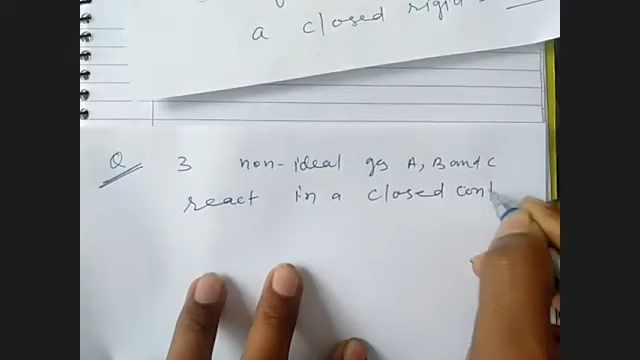 a closed rigid
Q 3 non-ideal gs A, B and C
react in a closed cont